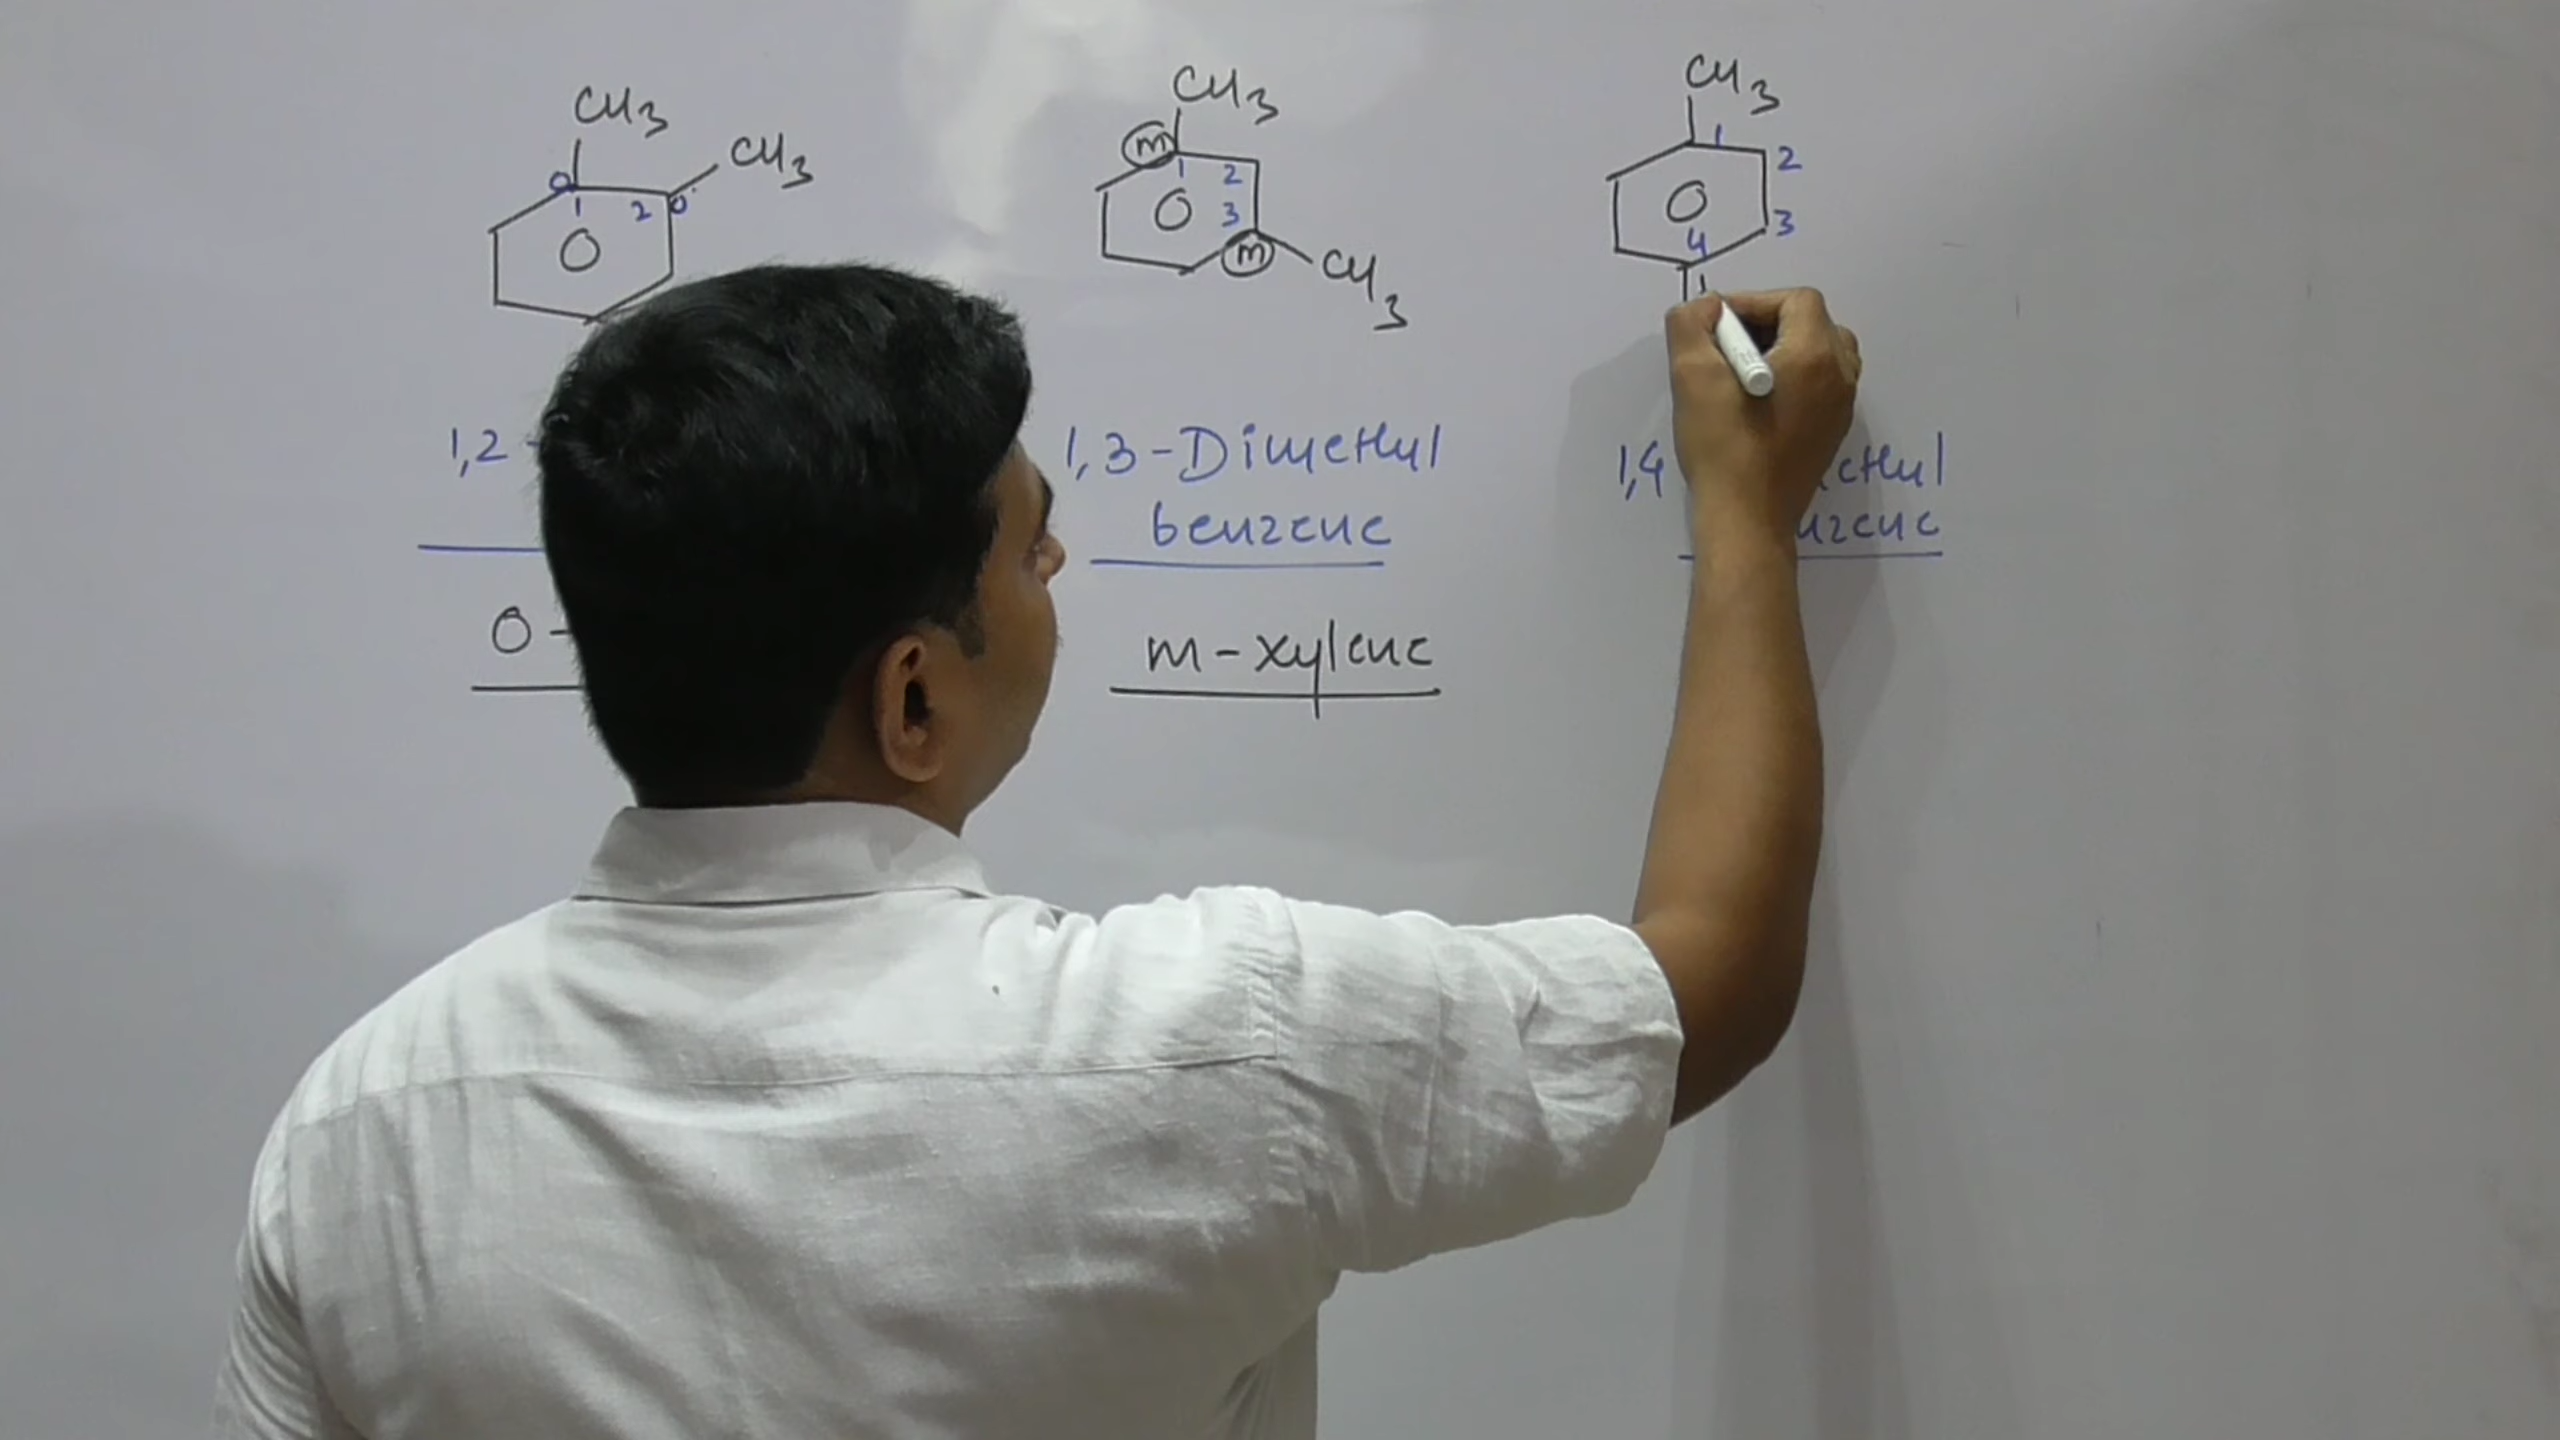 CH3
CH3
o
1
2
o
O
1,2-
O-
CH3
m
1
2
O
3
m
CH3
1,3-Dimethyl
benzene
m-xylene
CH3
1
2
O
3
4
1,4